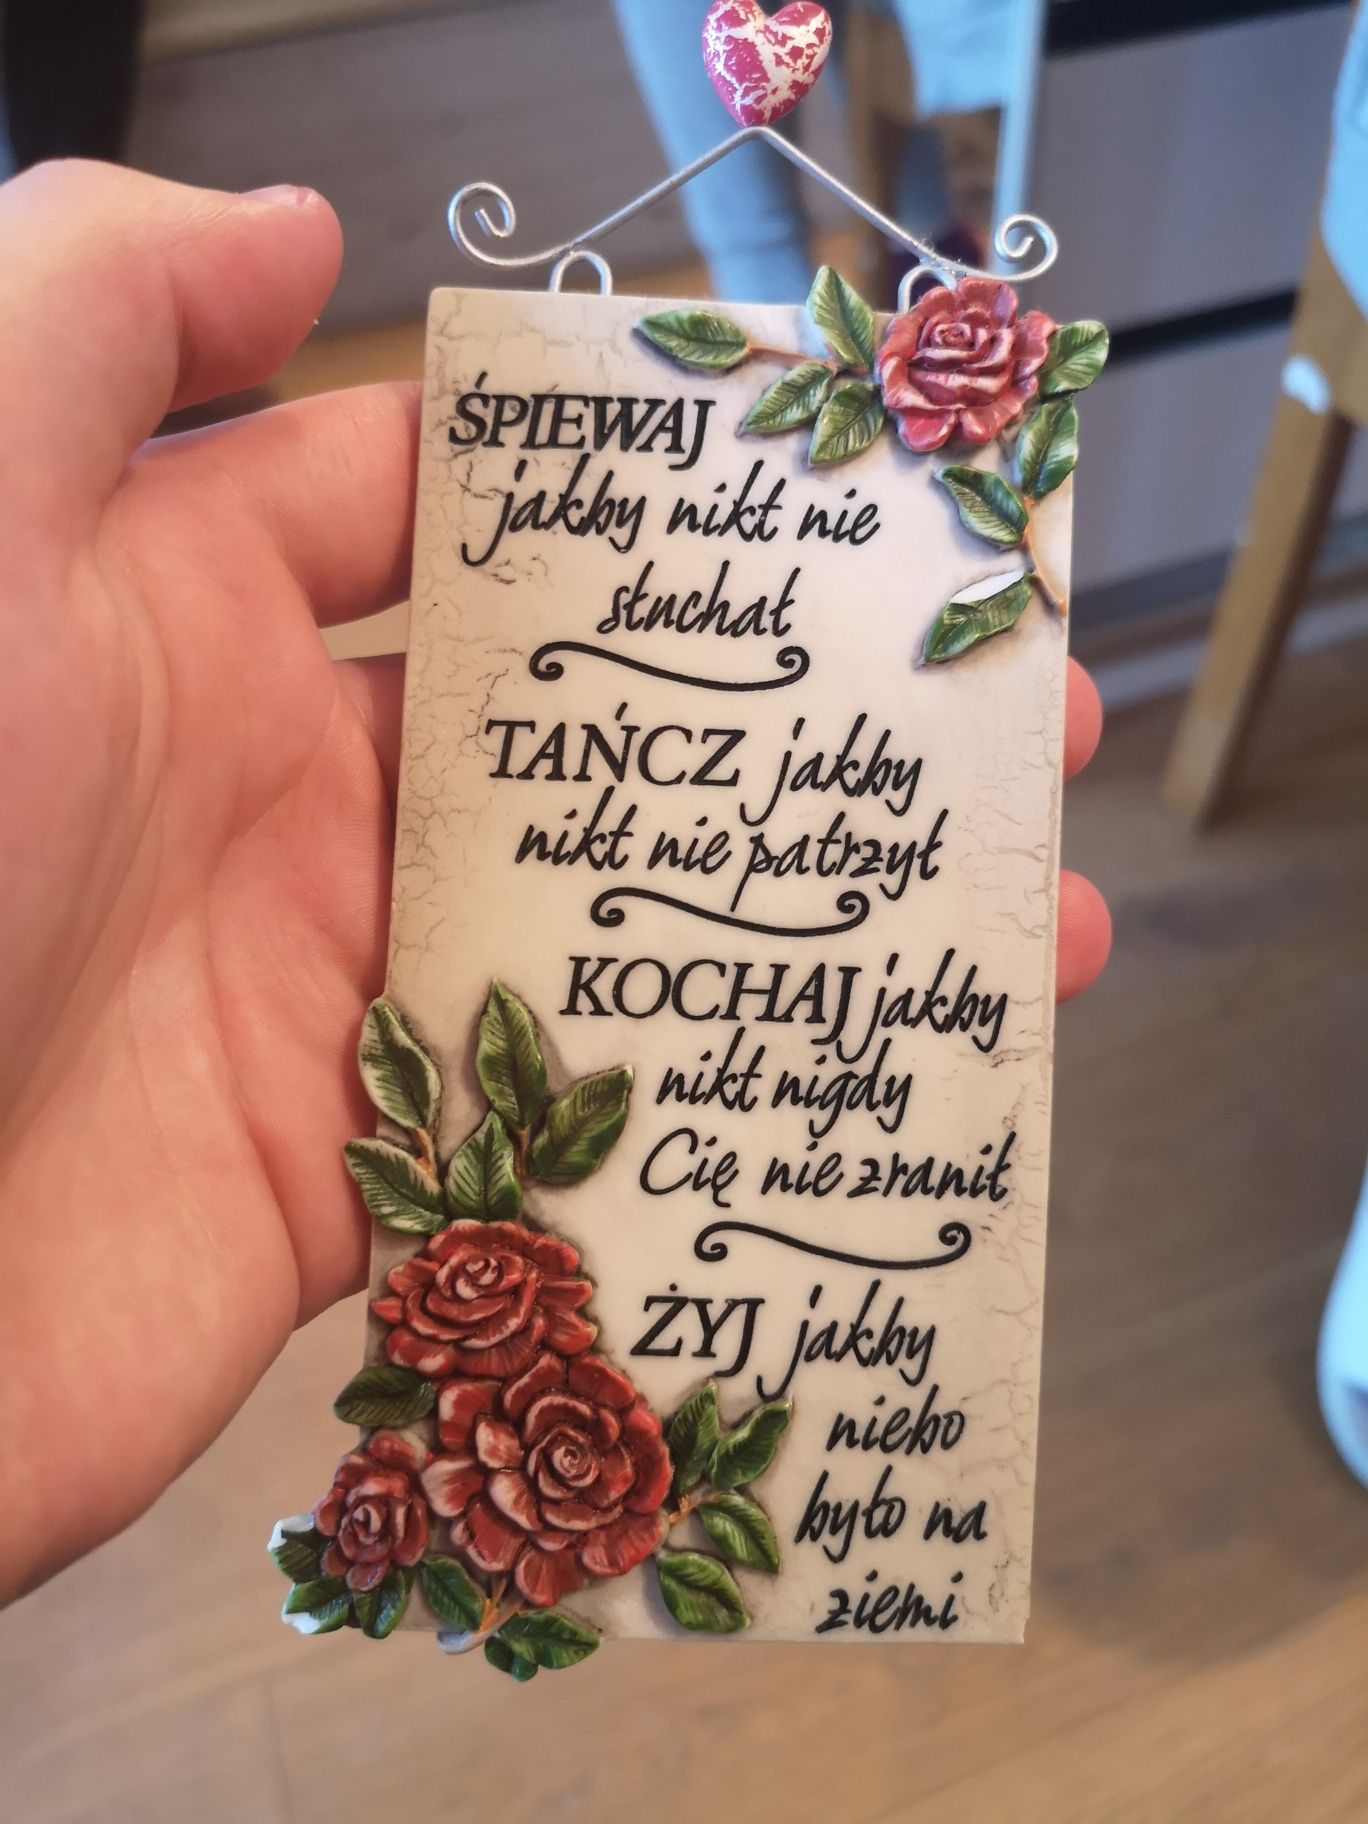 ŚPIEWAJ
jakby nikt nie
słuchał
TAŃCZ jakby
nikt nie patrzył
KOCHAJ jakby
nikt nigdy
Cię nie zranił
ŻYJ jakby
niebo
było na
ziemi